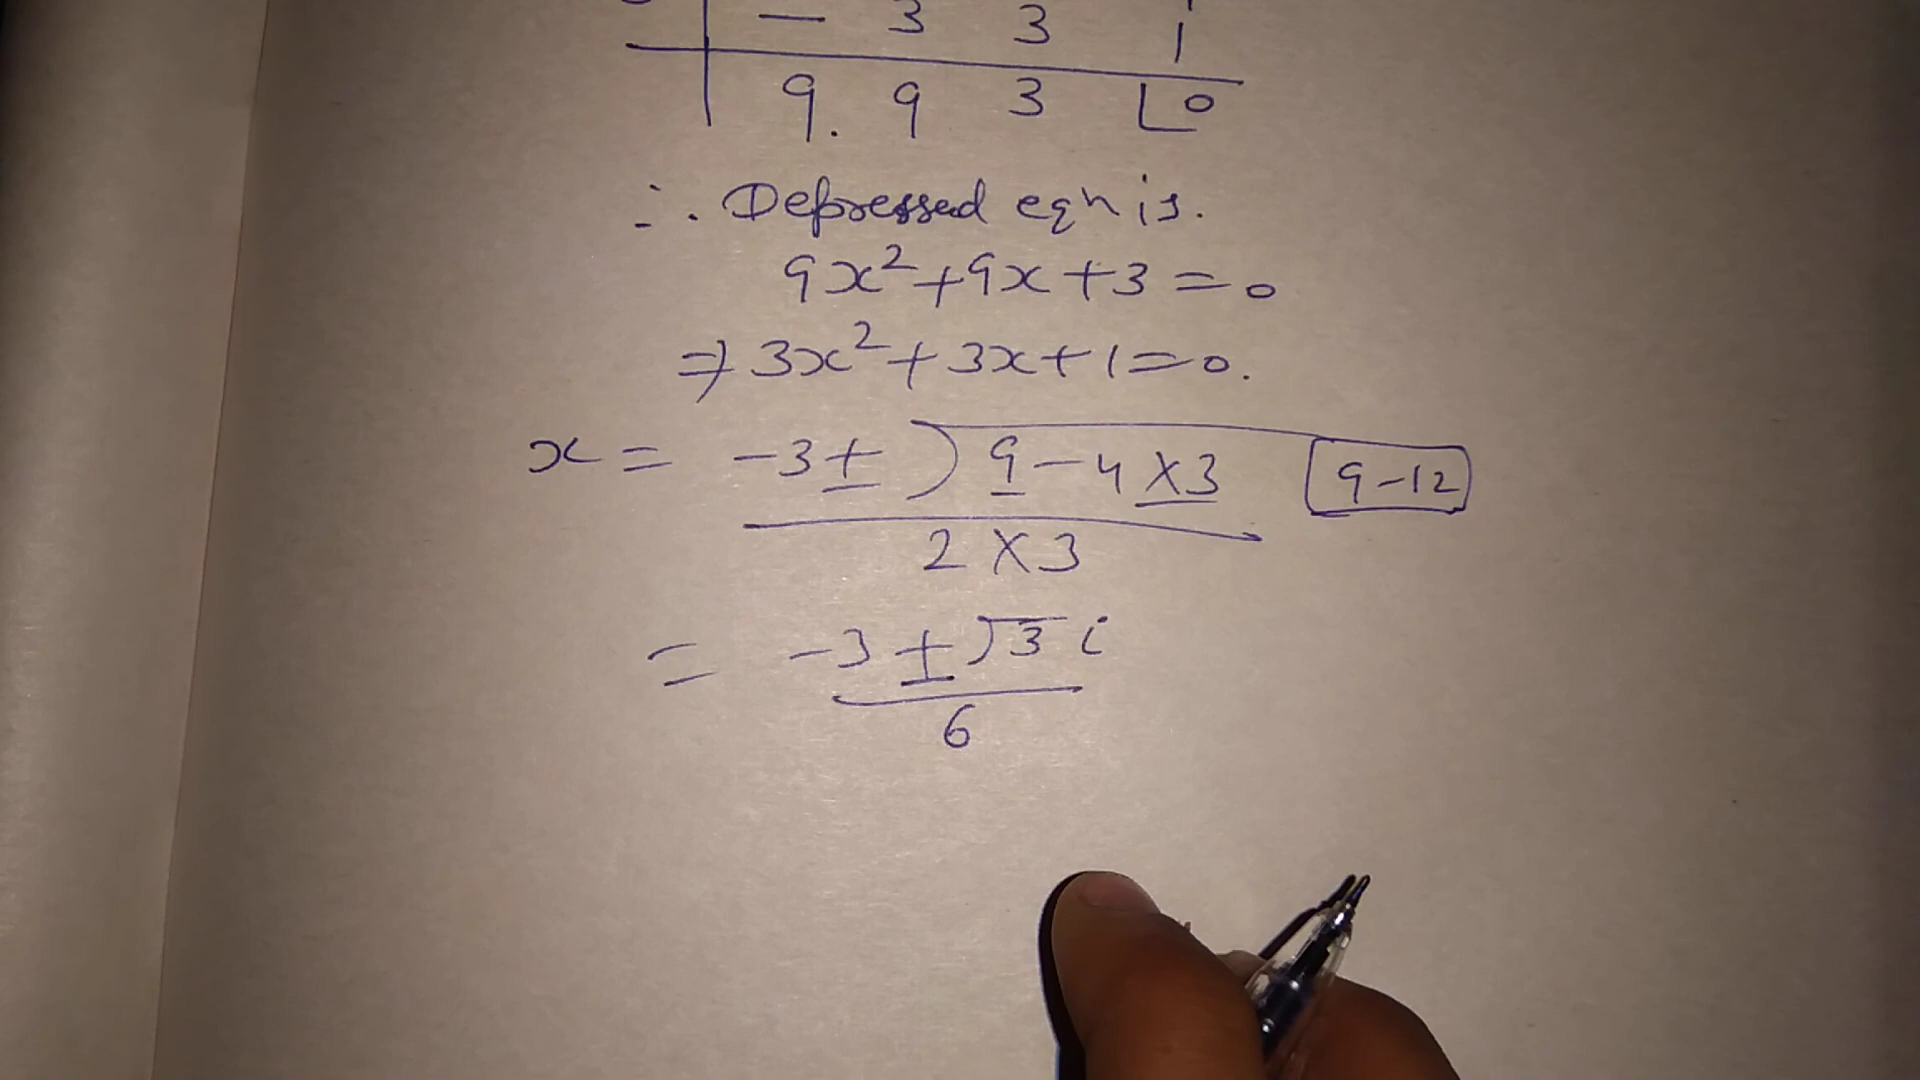 — 3 3 1
9. 9 3 0
∴ Depressed eqn is.
9x² + 9x + 3 = 0
⇒ 3x² + 3x + 1 = 0.
x = (-3 ± √(9 - 4 × 3)) / (2 × 3) 9 - 12
= (-3 ± √3 i) / 6